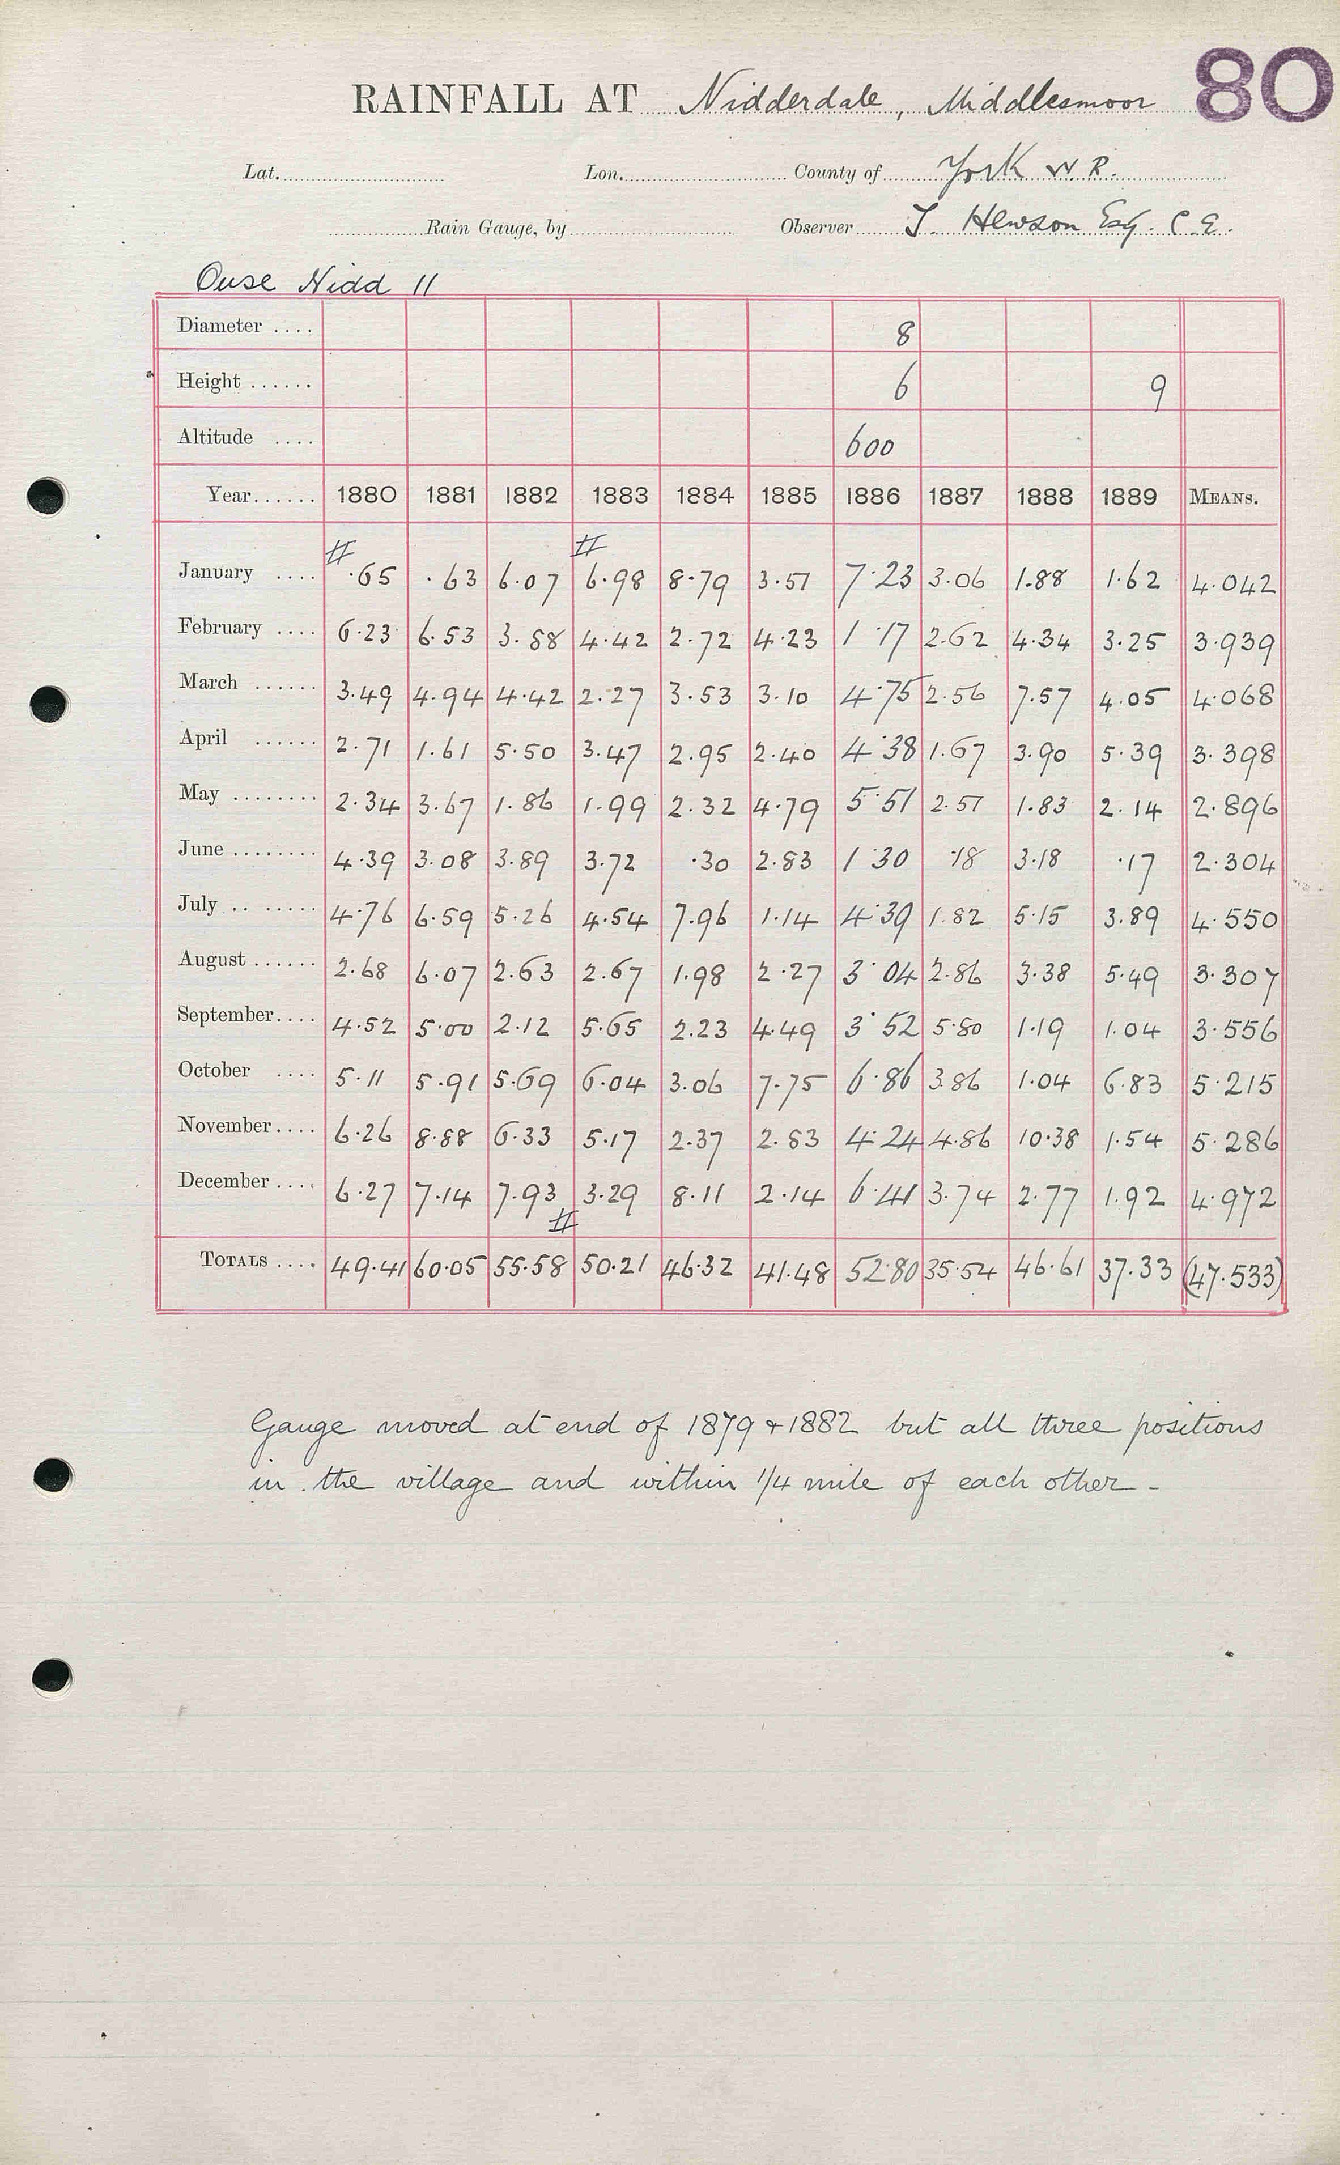 80
RAINFALL AT Nidderdale, Middlesmoor
Lat. Lon. County of York W. R.
Rain Gauge, by Observer T. Hewson Esq. C.E.
Ouse Nidd 11
Diameter .... 8
Height ...... 6 9
Altitude .... 600
Year...... 1880 1881 1882 1883 1884 1885 1886 1887 1888 1889 MEANS.
# #
January .... ·65 ·63 6·07 6·98 8·79 3·51 7·23 3·06 1·88 1·62 4·042
February .... 6·23 6·53 3·88 4·42 2·72 4·23 1·17 2·62 4·34 3·25 3·939
March ...... 3·49 4·94 4·42 2·27 3·53 3·10 4·75 2·56 7·57 4·05 4·068
April ...... 2·71 1·61 5·50 3·47 2·95 2·40 4·38 1·67 3·90 5·39 3·398
May ........ 2·34 3·67 1·86 1·99 2·32 4·79 5·51 2·51 1·83 2·14 2·896
June ........ 4·39 3·08 3·89 3·72 ·30 2·83 1·30 ·18 3·18 ·17 2·304
July .. ...... 4·76 6·59 5·26 4·54 7·96 1·14 4·39 1·82 5·15 3·89 4·550
August ...... 2·68 6·07 2·63 2·67 1·98 2·27 3·04 2·86 3·38 5·49 3·307
September.... 4·52 5·00 2·12 5·65 2·23 4·49 3·52 5·80 1·19 1·04 3·556
October .... 5·11 5·91 5·69 6·04 3·06 7·75 6·86 3·86 1·04 6·83 5·215
November.... 6·26 8·88 6·33 5·17 2·37 2·83 4·24 4·86 10·38 1·54 5·286
December .... 6·27 7·14 7·93 3·29 8·11 2·14 6·41 3·74 2·77 1·92 4·972
#
TOTALS .... 49·41 60·05 55·58 50·21 46·32 41·48 52·80 35·54 46·61 37·33 (47·533)
Gauge moved at end of 1879 + 1882 but all three positions
in the village and within 1/4 mile of each other -